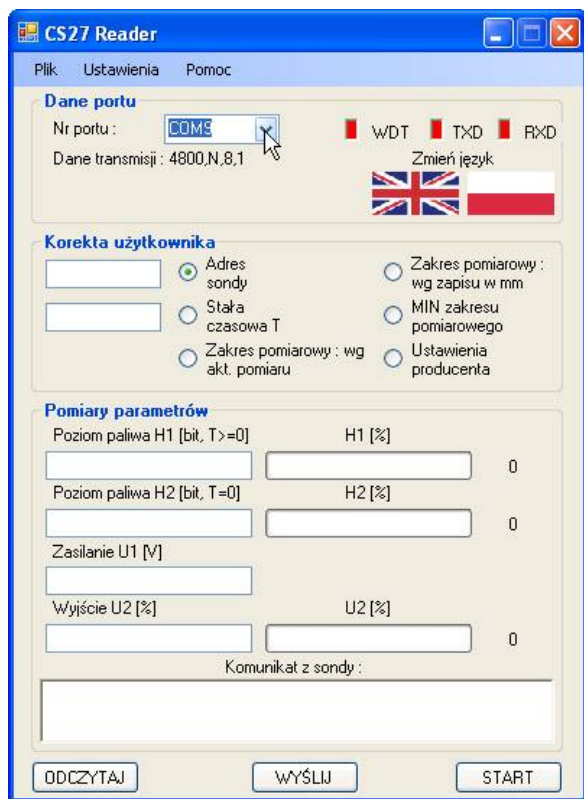 CS27 Reader
Plik Ustawienia Pomoc
Dane portu
Nr portu : COM9 WDT TXD RXD
Dane transmisji : 4800,N,8,1 Zmień język
Korekta użytkownika
Adres sondy
Zakres pomiarowy : wg zapisu w mm
Stała czasowa T
MIN zakresu pomiarowego
Zakres pomiarowy : wg akt. pomiaru
Ustawienia producenta
Pomiary parametrów
Poziom paliwa H1 [bit, T>=0] H1 [%]
0
Poziom paliwa H2 [bit, T=0] H2 [%]
0
Zasilanie U1 [V]
Wyjście U2 [%] U2 [%]
0
Komunikat z sondy :
ODCZYTAJ WYŚLIJ START